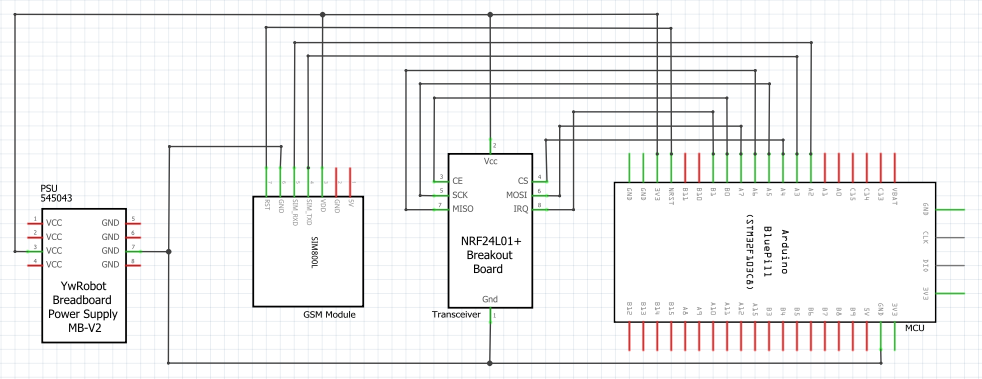 PSU
545043
1 VCC GND 5
2 VCC GND 6
3 VCC GND 7
4 VCC GND 8
YwRobot
Breadboard
Power Supply
MB-V2
RST
GND
SIM_RXD
SIM_TXD
VDD
GND
5V
SIM800L
GSM Module
2
Vcc
3 CE CS 4
5 SCK MOSI 6
7 MISO IRQ 8
NRF24L01+
Breakout
Board
Gnd
1
Transceiver
GND
GND
3V3
NRST
B11
B10
B1
B0
A7
A6
A5
A4
A3
A2
A1
A0
C15
C14
C13
VBAT
Arduino
BluePill
(STM32F103C8)
GND
CLK
DIO
3V3
B12
B13
B14
B15
A8
A9
A10
A11
A12
A15
B3
B4
B5
B6
B7
B8
B9
5V
GND
3V3
MCU